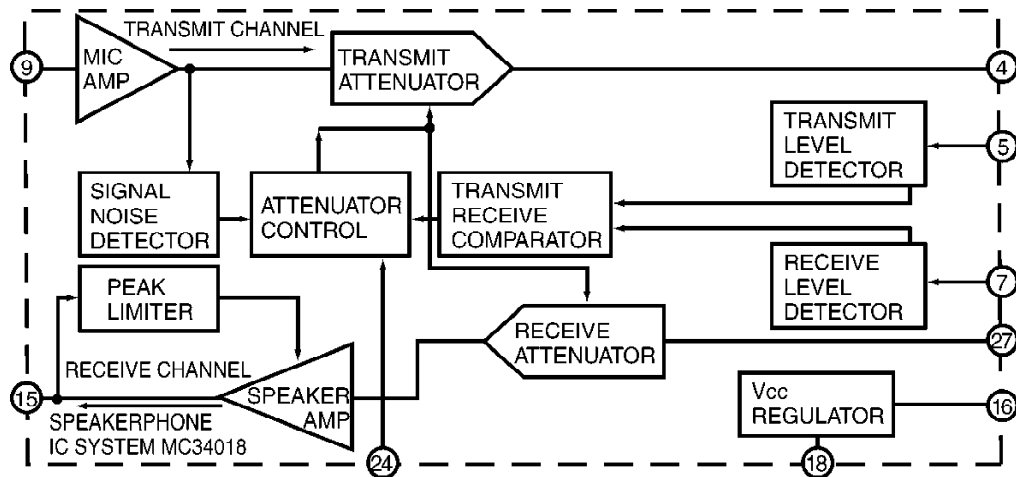 TRANSMIT CHANNEL
9
MIC
AMP
TRANSMIT
ATTENUATOR
4
TRANSMIT
LEVEL
DETECTOR
5
SIGNAL
NOISE
DETECTOR
ATTENUATOR
CONTROL
TRANSMIT
RECEIVE
COMPARATOR
RECEIVE
LEVEL
DETECTOR
7
PEAK
LIMITER
RECEIVE
ATTENUATOR
27
RECEIVE CHANNEL
15
SPEAKER
AMP
SPEAKERPHONE
IC SYSTEM MC34018
Vcc
REGULATOR
16
24
18